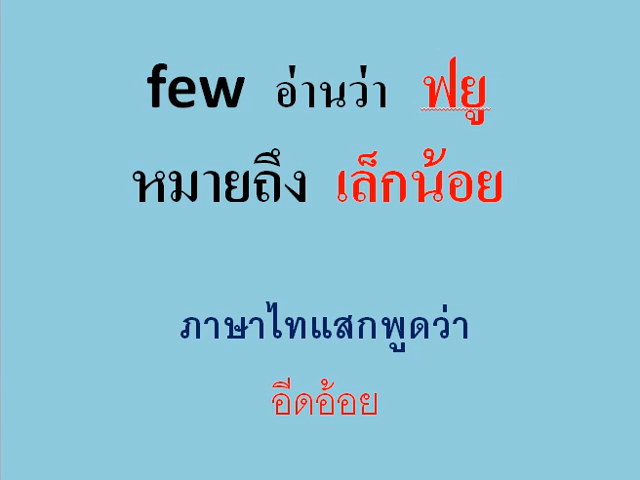 few อ่านว่า ฟยู
หมายถึง เล็กน้อย
ภาษาไทแสกพูดว่า
อีดอ้อย